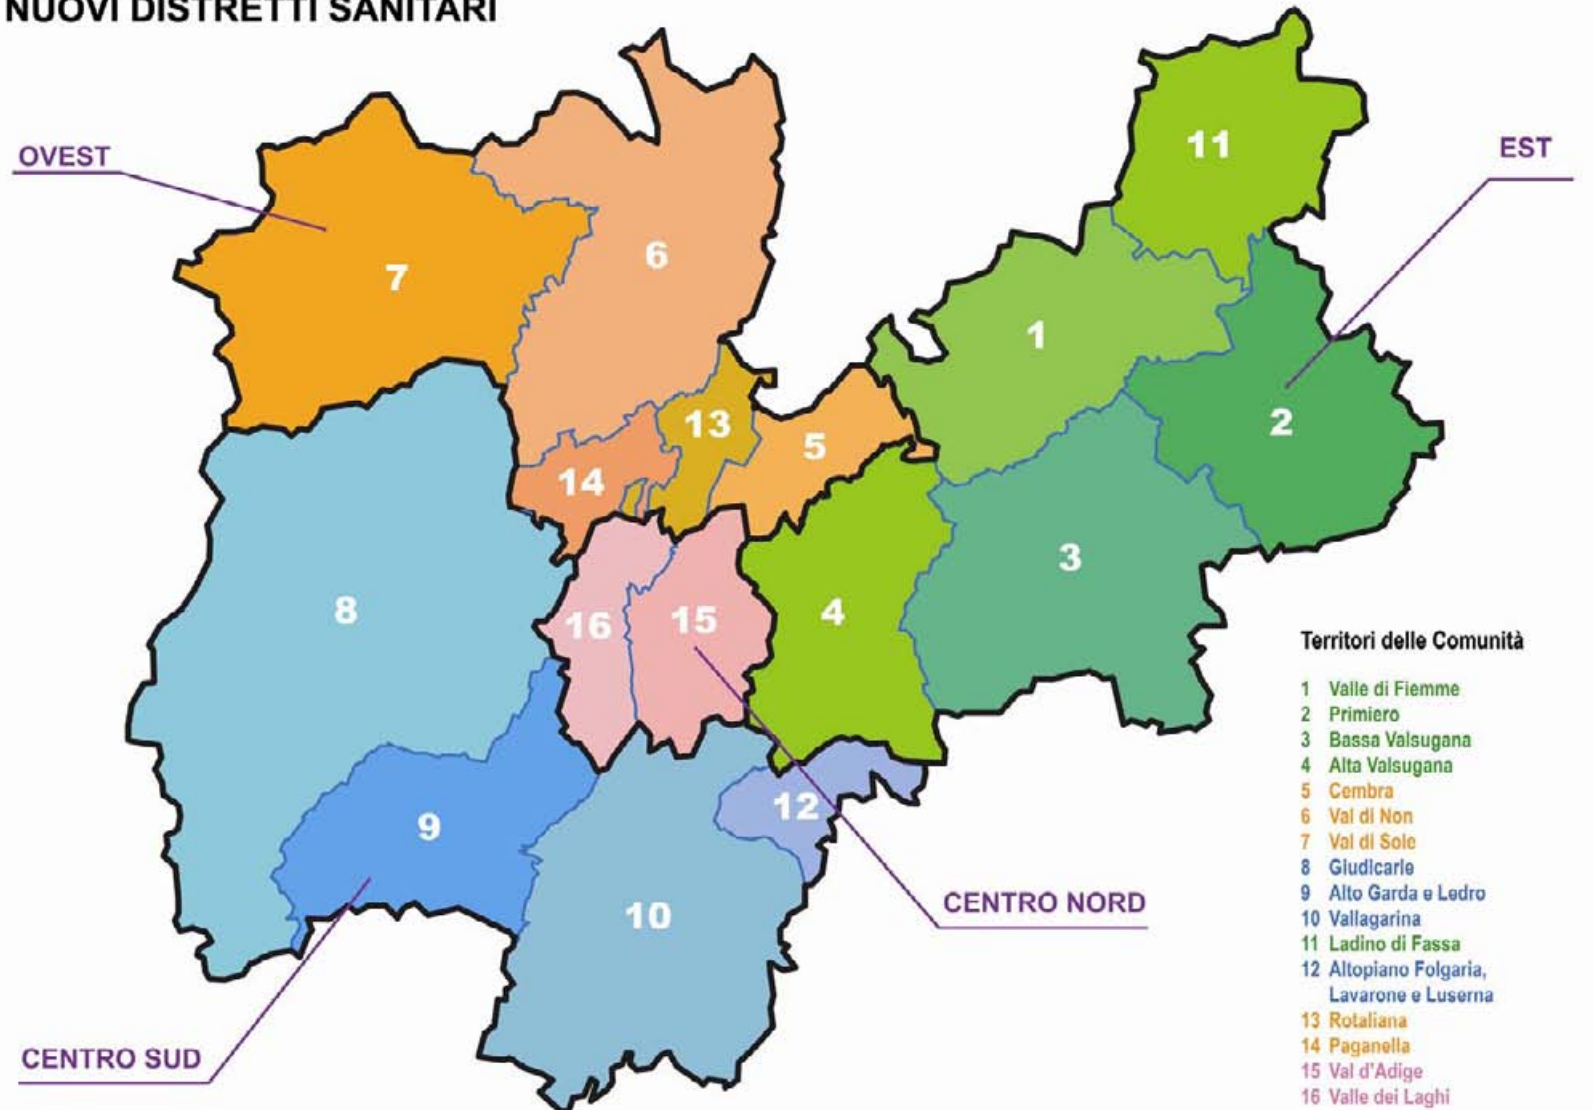 NUOVI DISTRETTI SANITARI
OVEST
EST
11
6
7
1
13
5
2
14
3
8
16
15
4
12
9
10
CENTRO NORD
CENTRO SUD
Territori delle Comunità
1 Valle di Fiemme
2 Primiero
3 Bassa Valsugana
4 Alta Valsugana
5 Cembra
6 Val di Non
7 Val di Sole
8 Giudicarie
9 Alto Garda e Ledro
10 Vallagarina
11 Ladino di Fassa
12 Altopiano Folgaria,
Lavarone e Luserna
13 Rotaliana
14 Paganella
15 Val d'Adige
16 Valle dei Laghi